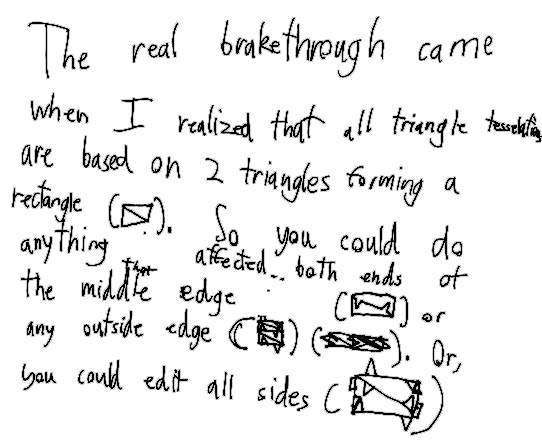 The real brakethrough came
when I realized that all triangle
are based on 2 triangles forming a
rectangle ( ). So you could do
anything that affected both ends of
the middle edge ( ) or
any outside edge ( ) ( ). Or,
you could edit all sides ( )